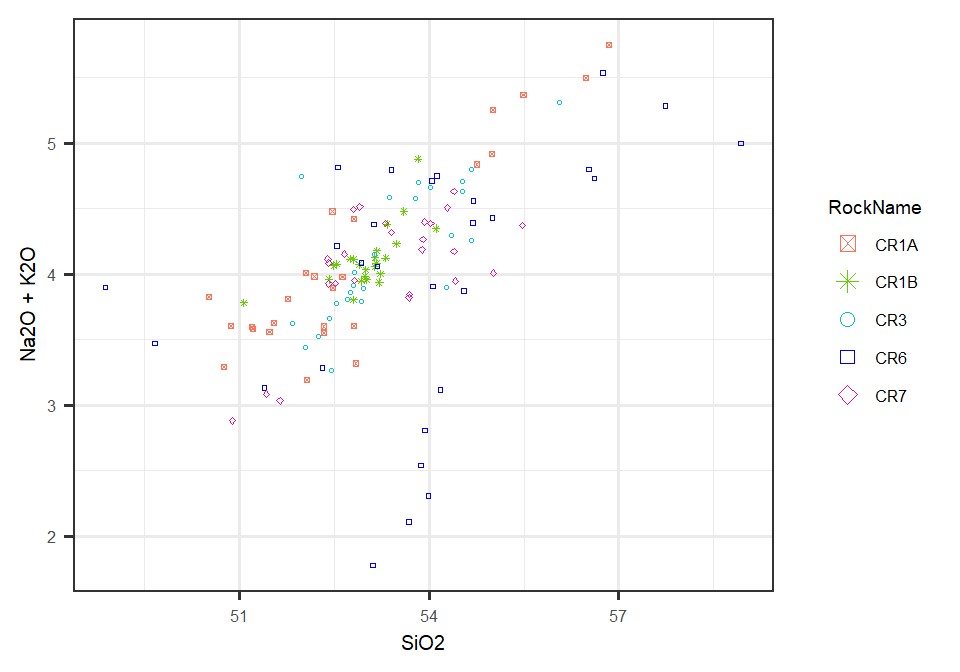 5
4
3
2
Na2O + K2O
51
54
57
SiO2
RockName
CR1A
CR1B
CR3
CR6
CR7